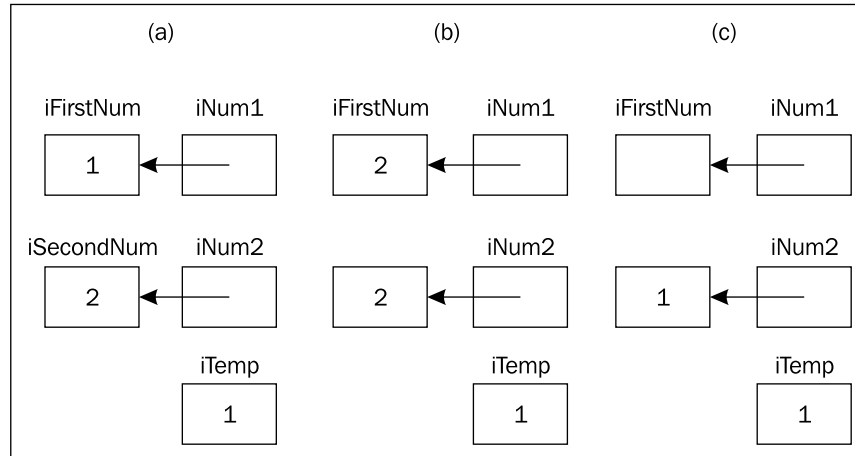 (a) (b) (c)
iFirstNum iNum1 iFirstNum iNum1 iFirstNum iNum1
1 2
iSecondNum iNum2 iNum2 iNum2
2 2 1
iTemp iTemp iTemp
1 1 1